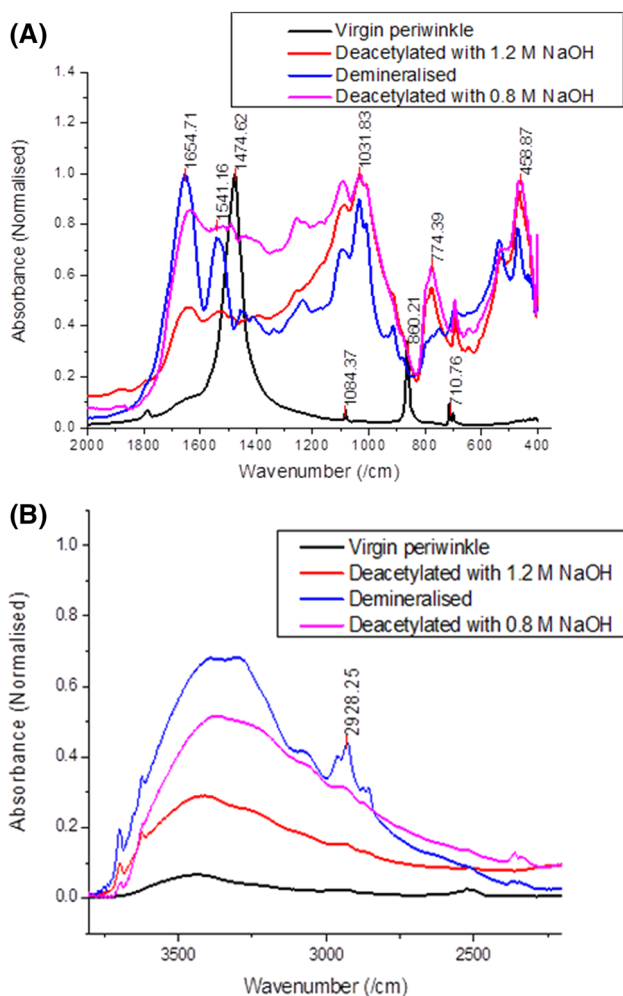 (A)
Virgin periwinkle
Deacetylated with 1.2 M NaOH
Demineralised
Deacetylated with 0.8 M NaOH
Absorbance (Normalised)
1.4
1.2
1.0
0.8
0.6
0.4
0.2
0.0
1654.71
1541.16
1474.62
1084.37
1031.83
860.21
774.39
710.76
458.87
2000 1800 1600 1400 1200 1000 800 600 400
Wavenumber (/cm)
(B)
Virgin periwinkle
Deacetylated with 1.2 M NaOH
Demineralised
Deacetylated with 0.8 M NaOH
Absorbance (Normalised)
1.0
0.8
0.6
0.4
0.2
0.0
2928.25
3500 3000 2500
Wavenumber (/cm)